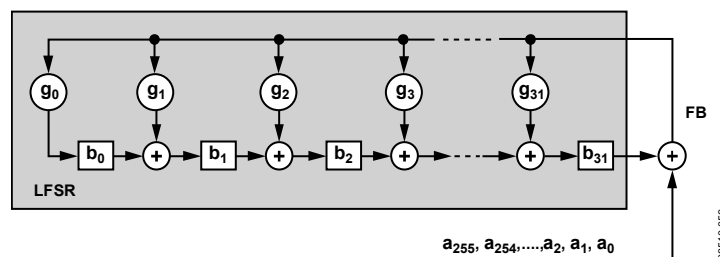 g₀ g₁ g₂ g₃ g₃₁
FB
b₀ + b₁ + b₂ + + b₃₁ +
LFSR
a₂₅₅, a₂₅₄,....,a₂, a₁, a₀